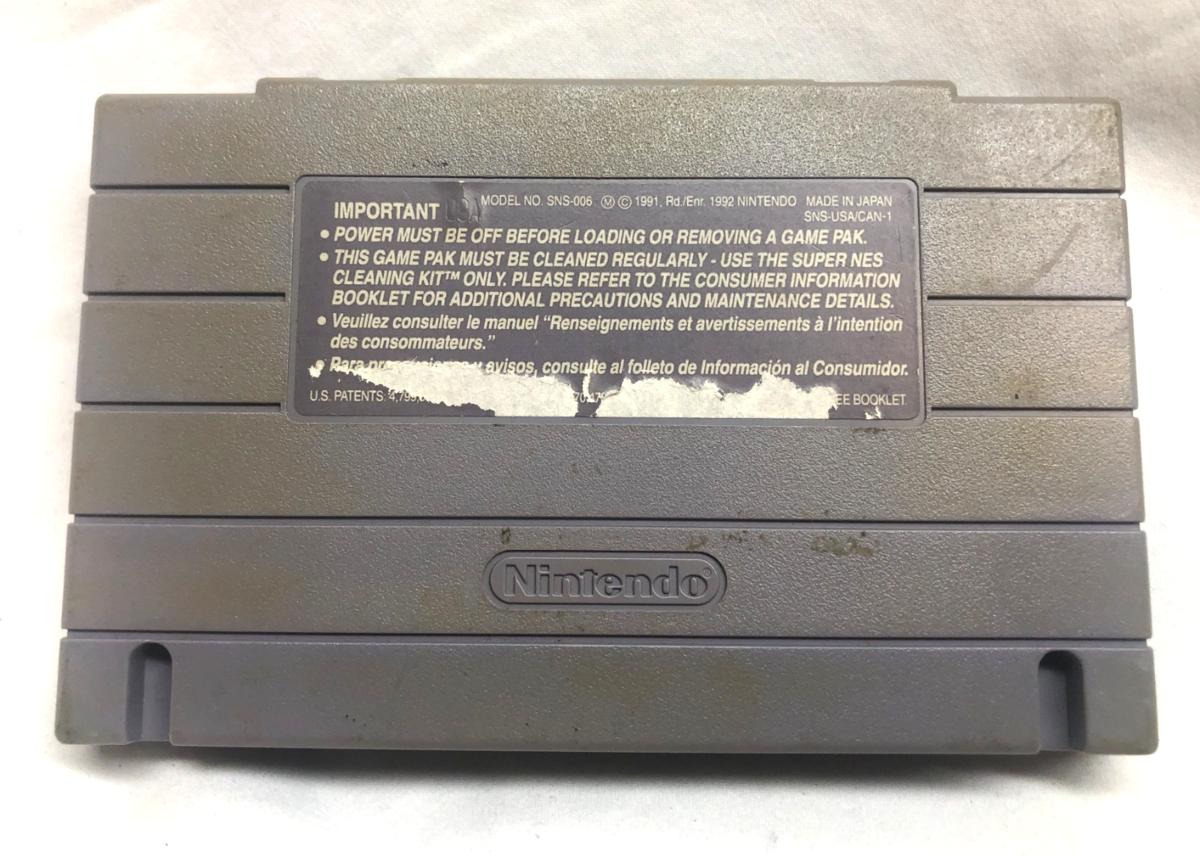 IMPORTANT
MODEL NO. SNS-006 Ⓜ © 1991, Rd./Enr. 1992 NINTENDO MADE IN JAPAN
SNS-USA/CAN-1
• POWER MUST BE OFF BEFORE LOADING OR REMOVING A GAME PAK.
• THIS GAME PAK MUST BE CLEANED REGULARLY - USE THE SUPER NES
CLEANING KIT™ ONLY. PLEASE REFER TO THE CONSUMER INFORMATION
BOOKLET FOR ADDITIONAL PRECAUTIONS AND MAINTENANCE DETAILS.
• Veuillez consulter le manuel “Renseignements et avertissements à l’intention
des consommateurs.”
• Para y avisos, consulte al folleto de Información al Consumidor.
U.S. PATENTS: BOOKLET
Nintendo®